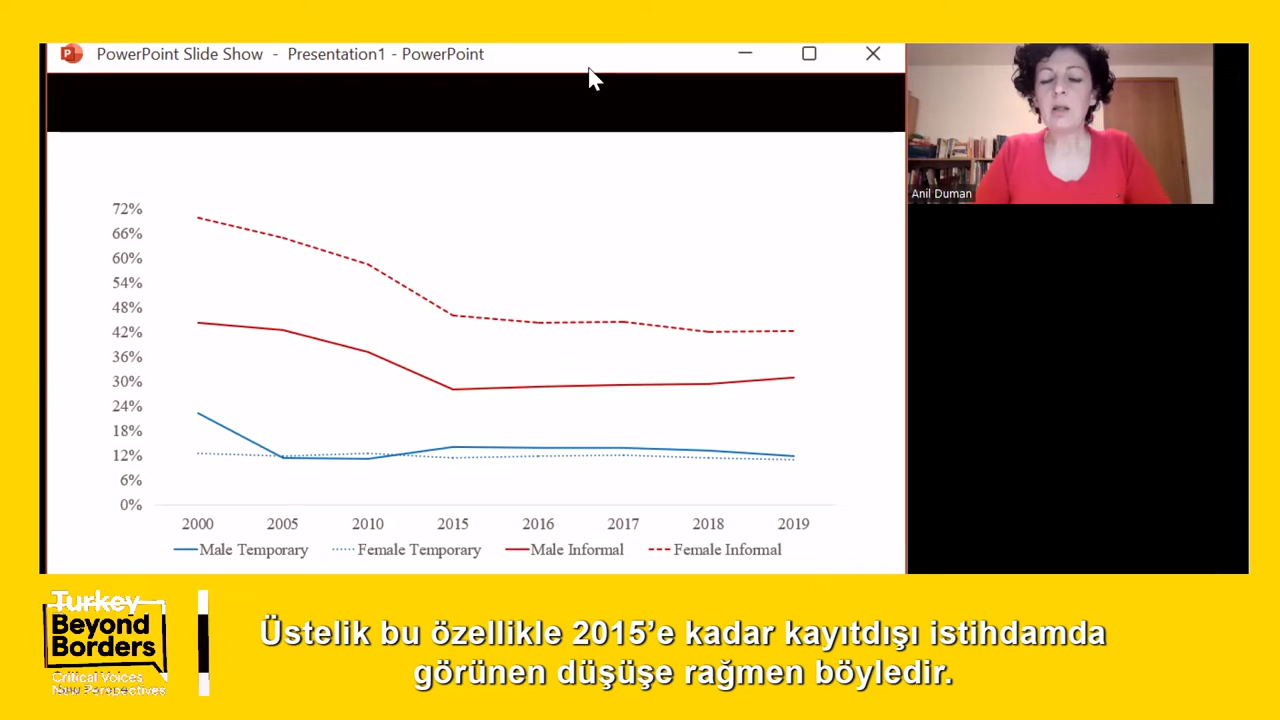 PowerPoint Slide Show - Presentation1 - PowerPoint
Anil Duman
72%
66%
60%
54%
48%
42%
36%
30%
24%
18%
12%
6%
0%
2000 2005 2010 2015 2016 2017 2018 2019
Male Temporary Female Temporary Male Informal Female Informal
Turkey
Beyond
Borders
Critical Voices
New Perspectives
Üstelik bu özellikle 2015’e kadar kayıtdışı istihdamda
görünen düşüşe rağmen böyledir.